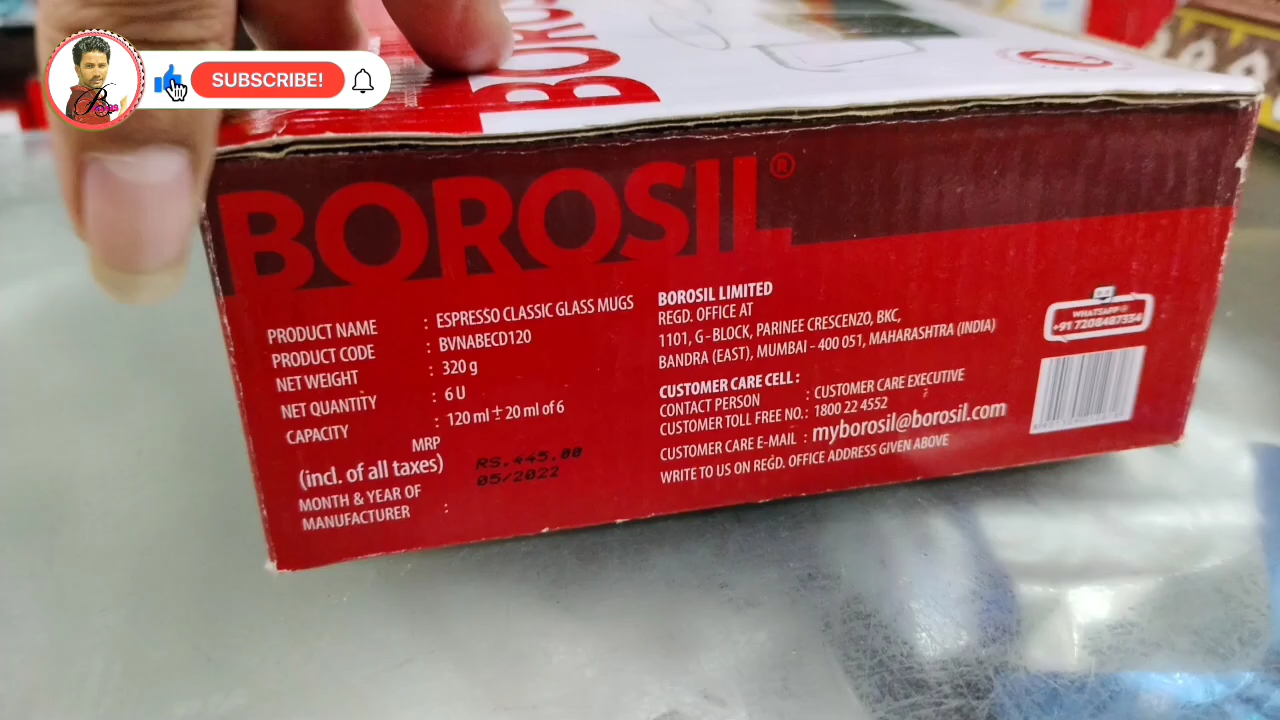 SUBSCRIBE!
BOROSIL
BOROSIL®
PRODUCT NAME : ESPRESSO CLASSIC GLASS MUGS
PRODUCT CODE : BVNABECD120
NET WEIGHT : 320 g
NET QUANTITY : 6 U
CAPACITY : 120 ml ± 20 ml of 6
MRP
(incl. of all taxes) RS.445.00
MONTH & YEAR OF 05/2022
MANUFACTURER :
BOROSIL LIMITED
REGD. OFFICE AT
1101, G-BLOCK, PARINEE CRESCENZO, BKC,
BANDRA (EAST), MUMBAI - 400 051, MAHARASHTRA (INDIA)
CUSTOMER CARE CELL :
CONTACT PERSON : CUSTOMER CARE EXECUTIVE
CUSTOMER TOLL FREE NO.: 1800 22 4552
CUSTOMER CARE E-MAIL : myborosil@borosil.com
WRITE TO US ON REGD. OFFICE ADDRESS GIVEN ABOVE
WHATSAPP